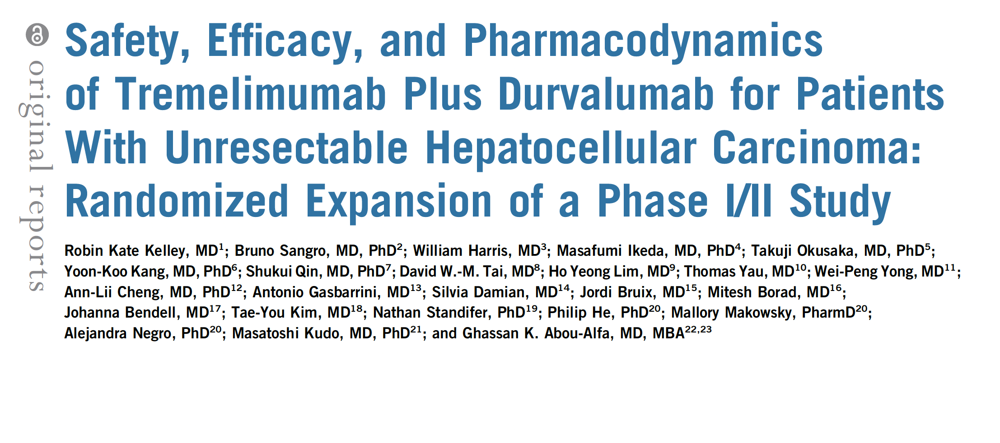 original reports
Safety, Efficacy, and Pharmacodynamics
of Tremelimumab Plus Durvalumab for Patients
With Unresectable Hepatocellular Carcinoma:
Randomized Expansion of a Phase I/II Study
Robin Kate Kelley, MD¹; Bruno Sangro, MD, PhD²; William Harris, MD³; Masafumi Ikeda, MD, PhD⁴; Takuji Okusaka, MD, PhD⁵;
Yoon-Koo Kang, MD, PhD⁶; Shukui Qin, MD, PhD⁷; David W.-M. Tai, MD⁸; Ho Yeong Lim, MD⁹; Thomas Yau, MD¹⁰; Wei-Peng Yong, MD¹¹;
Ann-Lii Cheng, MD, PhD¹²; Antonio Gasbarrini, MD¹³; Silvia Damian, MD¹⁴; Jordi Bruix, MD¹⁵; Mitesh Borad, MD¹⁶;
Johanna Bendell, MD¹⁷; Tae-You Kim, MD¹⁸; Nathan Standifer, PhD¹⁹; Philip He, PhD²⁰; Mallory Makowsky, PharmD²⁰;
Alejandra Negro, PhD²⁰; Masatoshi Kudo, MD, PhD²¹; and Ghassan K. Abou-Alfa, MD, MBA²²,²³